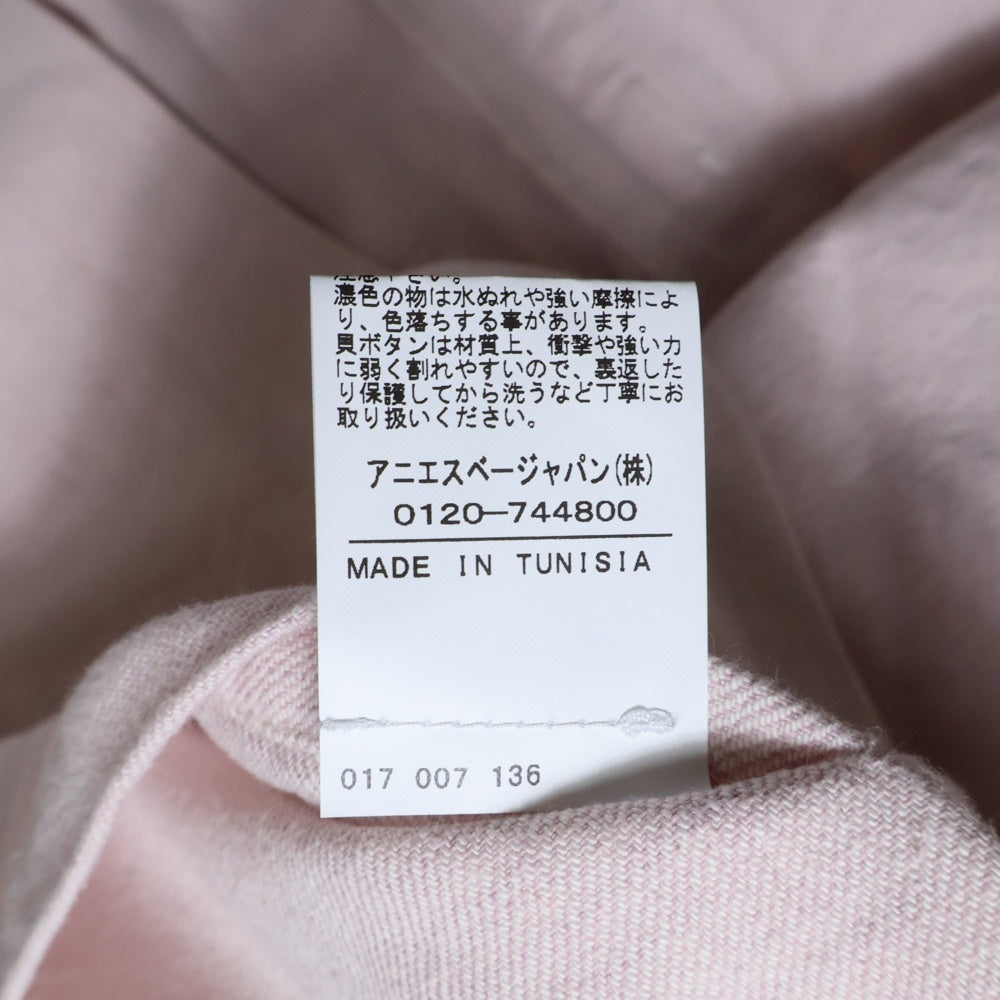 注意下さい。
濃色の物は水ぬれや強い摩擦によ
り、色落ちする事があります。
貝ボタンは材質上、衝撃や強い力
に弱く割れやすいので、裏返した
り保護してから洗うなど丁寧にお
取り扱いください。
アニエスベージャパン(株)
0120-744800
MADE IN TUNISIA
017 007 136